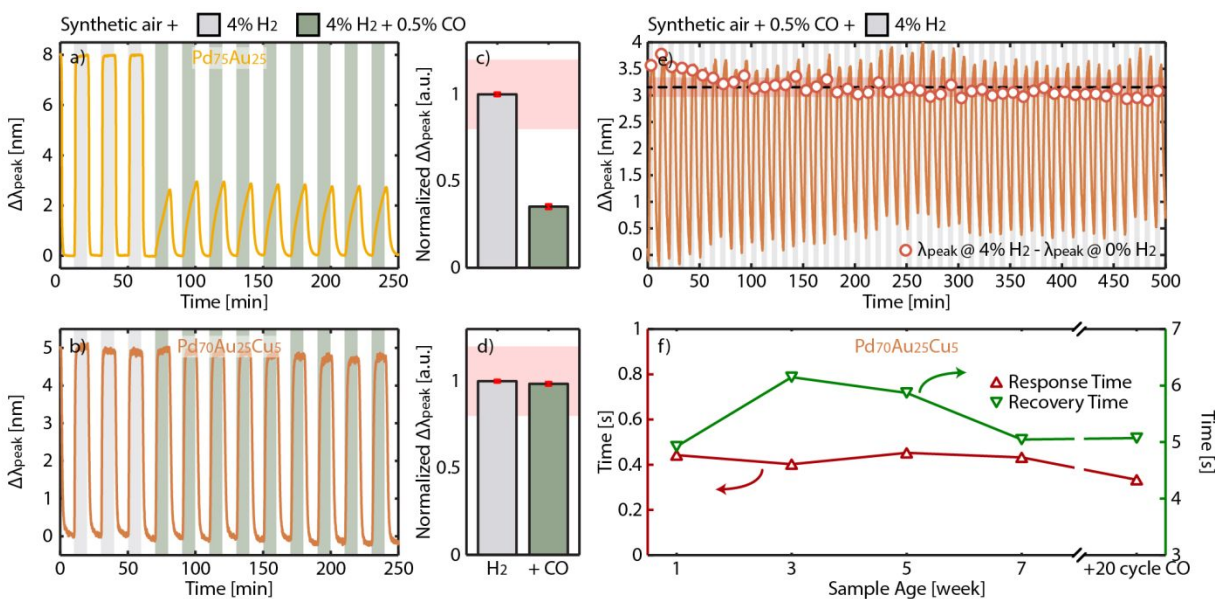 Synthetic air + 4% H2 4% H2 + 0.5% CO
a) Pd75Au25
8
6
4
2
0
Δλpeak [nm]
0 50 100 150 200 250
Time [min]
c)
1
0.5
0
Normalized Δλpeak [a.u.]
b) Pd70Au25Cu5
5
4
3
2
1
0
Δλpeak [nm]
0 50 100 150 200 250
Time [min]
d)
1
0.5
0
Normalized Δλpeak [a.u.]
H2 + CO
Synthetic air + 0.5% CO + 4% H2
e)
4
3.5
3
2.5
2
1.5
1
0.5
0
Δλpeak [nm]
λpeak @ 4% H2 - λpeak @ 0% H2
0 50 100 150 200 250 300 350 400 450 500
Time [min]
f) Pd70Au25Cu5
1
0.8
0.6
0.4
0.2
0
Time [s]
Response Time
Recovery Time
7
6
5
4
3
Time [s]
1 3 5 7 +20 cycle CO
Sample Age [week]